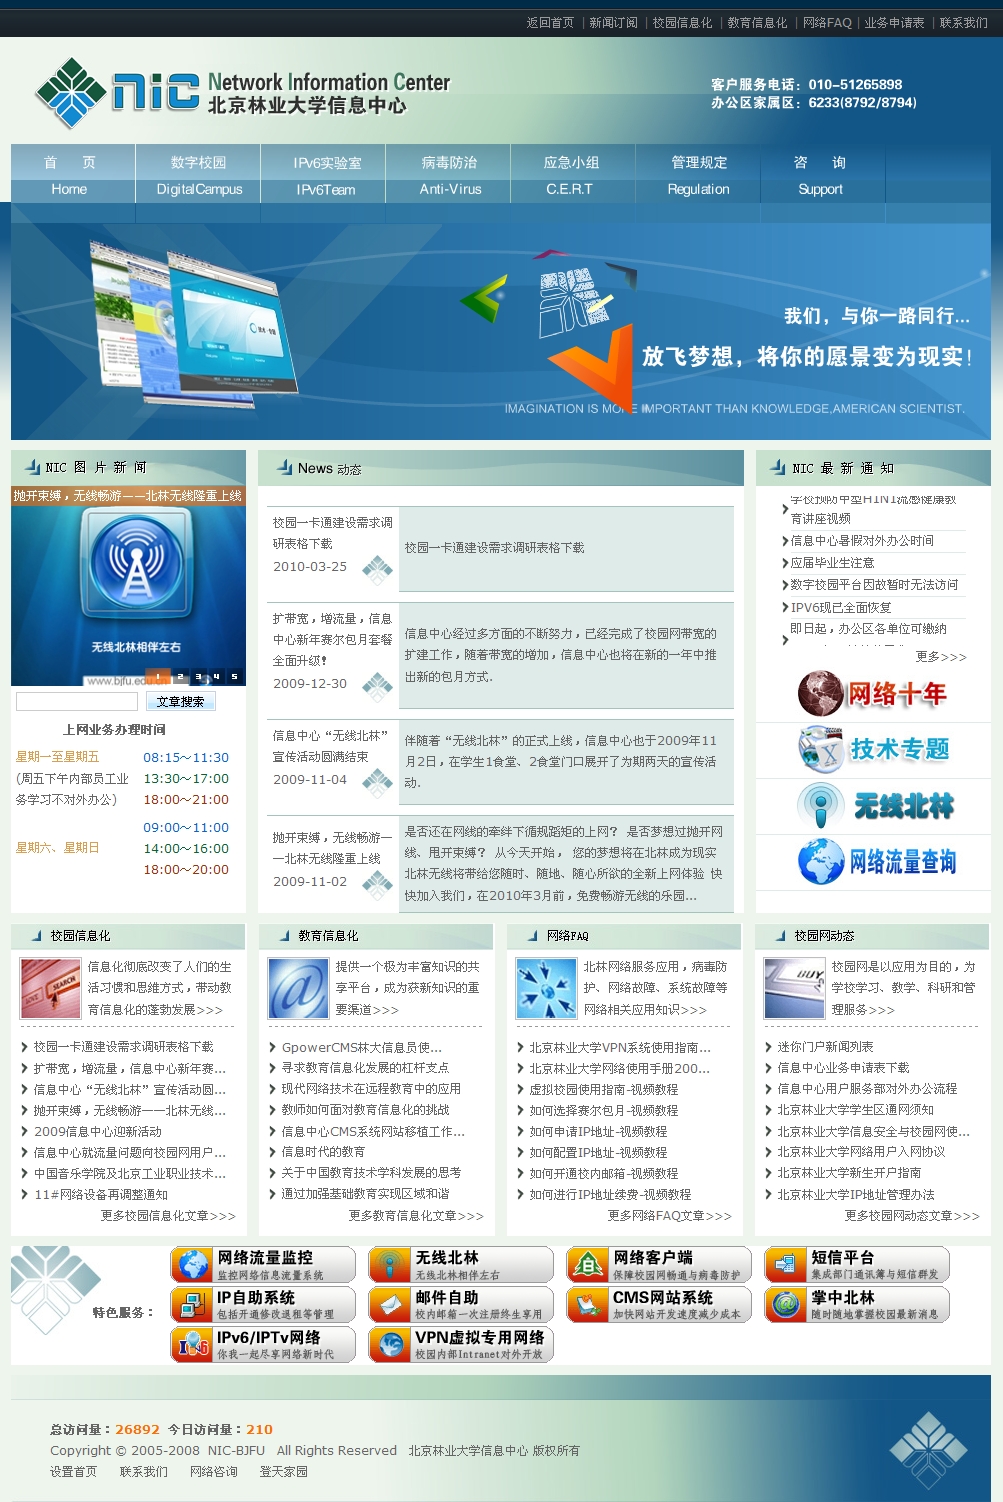 返回首页 | 新闻订阅 | 校园信息化 | 教育信息化 | 网络FAQ | 业务申请表 | 联系我们
nic Network Information Center
北京林业大学信息中心
客户服务电话：010-51265898
办公区家属区：6233(8792/8794)
首 页 数字校园 IPv6实验室 病毒防治 应急小组 管理规定 咨 询
Home DigitalCampus IPv6Team Anti-Virus C.E.R.T Regulation Support
我们，与你一路同行...
放飞梦想，将你的愿景变为现实!
IMAGINATION IS MORE IMPORTANT THAN KNOWLEDGE,AMERICAN SCIENTIST.
NIC 图 片 新 闻
抛开束缚，无线畅游——北林无线隆重上线
无线北林相伴左右
www.bjfu.edu.cn
1 2 3 4 5
文章搜索
上网业务办理时间
星期一至星期五
(周五下午内部员工业
务学习不对外办公)
08:15～11:30
13:30～17:00
18:00～21:00
星期六、星期日
09:00～11:00
14:00～16:00
18:00～20:00
News 动态
校园一卡通建设需求调
研表格下载
2010-03-25
校园一卡通建设需求调研表格下载
扩带宽，增流量，信息
中心新年赛尔包月套餐
全面升级！
2009-12-30
信息中心经过多方面的不断努力，已经完成了校园网带宽的
扩建工作，随着带宽的增加，信息中心也将在新的一年中推
出新的包月方式．
信息中心“无线北林”
宣传活动圆满结束
2009-11-04
伴随着“无线北林”的正式上线，信息中心也于2009年11
月2日，在学生1食堂、2食堂门口展开了为期两天的宣传活
动．
抛开束缚，无线畅游—
—北林无线隆重上线
2009-11-02
是否还在网线的牵绊下循规蹈矩的上网？ 是否梦想过抛开网
线、甩开束缚？ 从今天开始， 您的梦想将在北林成为现实
北林无线将带给您随时、随地、随心所欲的全新上网体验 快
快加入我们，在2010年3月前，免费畅游无线的乐园...
NIC 最 新 通 知
学校预防甲型H1N1流感健康教
育讲座视频
信息中心暑假对外办公时间
应届毕业生注意
数字校园平台因故暂时无法访问
IPV6现已全面恢复
即日起，办公区各单位可缴纳
更多>>>
网络十年
技术专题
无线北林
网络流量查询
校园信息化
信息化彻底改变了人们的生
活习惯和思维方式，带动教
育信息化的蓬勃发展>>>
校园一卡通建设需求调研表格下载
扩带宽，增流量，信息中心新年赛...
信息中心“无线北林”宣传活动圆...
抛开束缚，无线畅游——北林无线...
2009信息中心迎新活动
信息中心就流量问题向校园网用户...
中国音乐学院及北京工业职业技术...
11#网络设备再调整通知
更多校园信息化文章>>>
教育信息化
提供一个极为丰富知识的共
享平台，成为获新知识的重
要渠道>>>
GpowerCMS林大信息员使...
寻求教育信息化发展的杠杆支点
现代网络技术在远程教育中的应用
教师如何面对教育信息化的挑战
信息中心CMS系统网站移植工作...
信息时代的教育
关于中国教育技术学科发展的思考
通过加强基础教育实现区域和谐
更多教育信息化文章>>>
网络FAQ
北林网络服务应用，病毒防
护、网络故障、系统故障等
网络相关应用知识>>>
北京林业大学VPN系统使用指南...
北京林业大学网络使用手册200...
虚拟校园使用指南-视频教程
如何选择赛尔包月-视频教程
如何申请IP地址-视频教程
如何配置IP地址-视频教程
如何开通校内邮箱-视频教程
如何进行IP地址续费-视频教程
更多网络FAQ文章>>>
校园网动态
校园网是以应用为目的，为
学校学习、教学、科研和管
理服务>>>
迷你门户新闻列表
信息中心业务申请表下载
信息中心用户服务部对外办公流程
北京林业大学学生区通网须知
北京林业大学信息安全与校园网使...
北京林业大学网络用户入网协议
北京林业大学新生开户指南
北京林业大学IP地址管理办法
更多校园网动态文章>>>
特色服务：
网络流量监控 无线北林 网络客户端 短信平台
监控网络信息流量系统 无线北林相伴左右 保障校园网畅通与病毒防护 集成部门通讯簿与短信群发
IP自助系统 邮件自助 CMS网站系统 掌中北林
包括开通修改退租等管理 校内邮箱一次注册终生享用 加快网站开发速度减少成本 随时随地掌握校园最新消息
IPv6/IPTv网络 VPN虚拟专用网络
你我一起尽享网络新时代 校园内部Intranet对外开放
总访问量：26892 今日访问量：210
Copyright © 2005-2008 NIC-BJFU All Rights Reserved 北京林业大学信息中心 版权所有
设置首页 联系我们 网络咨询 登天家园